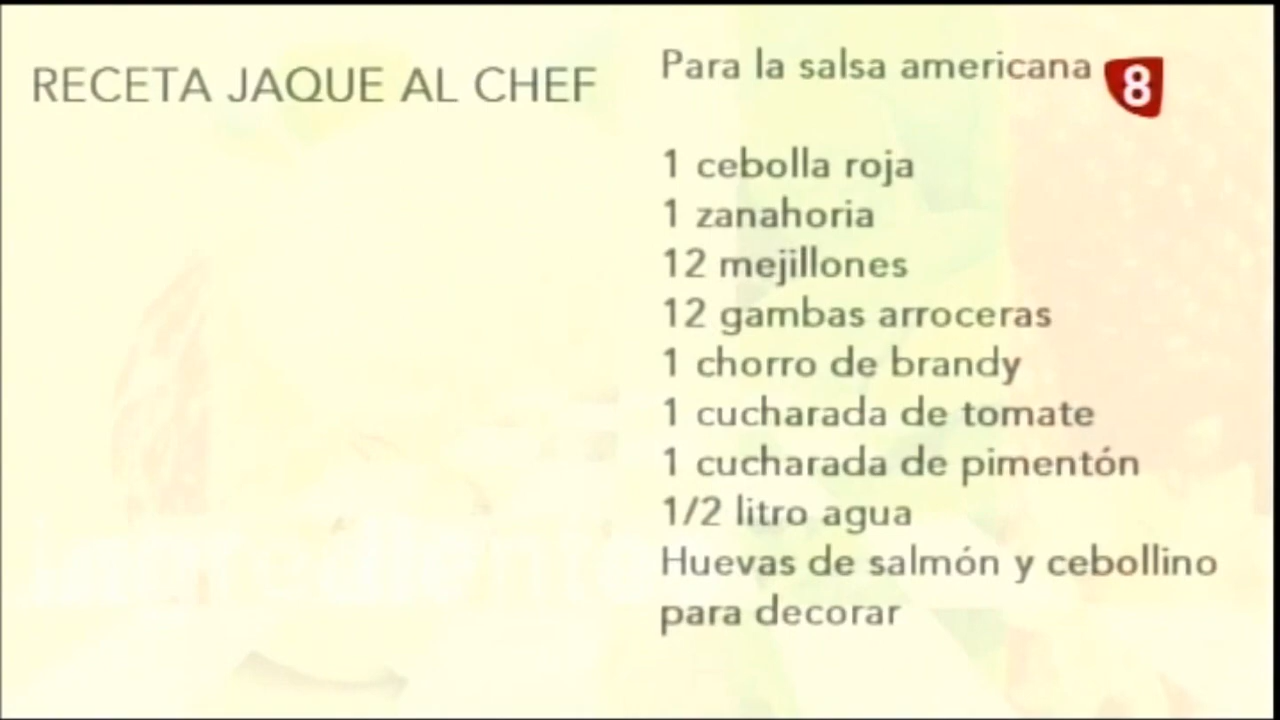 RECETA JAQUE AL CHEF
Para la salsa americana
8
1 cebolla roja
1 zanahoria
12 mejillones
12 gambas arroceras
1 chorro de brandy
1 cucharada de tomate
1 cucharada de pimentón
1/2 litro agua
Huevas de salmón y cebollino
para decorar